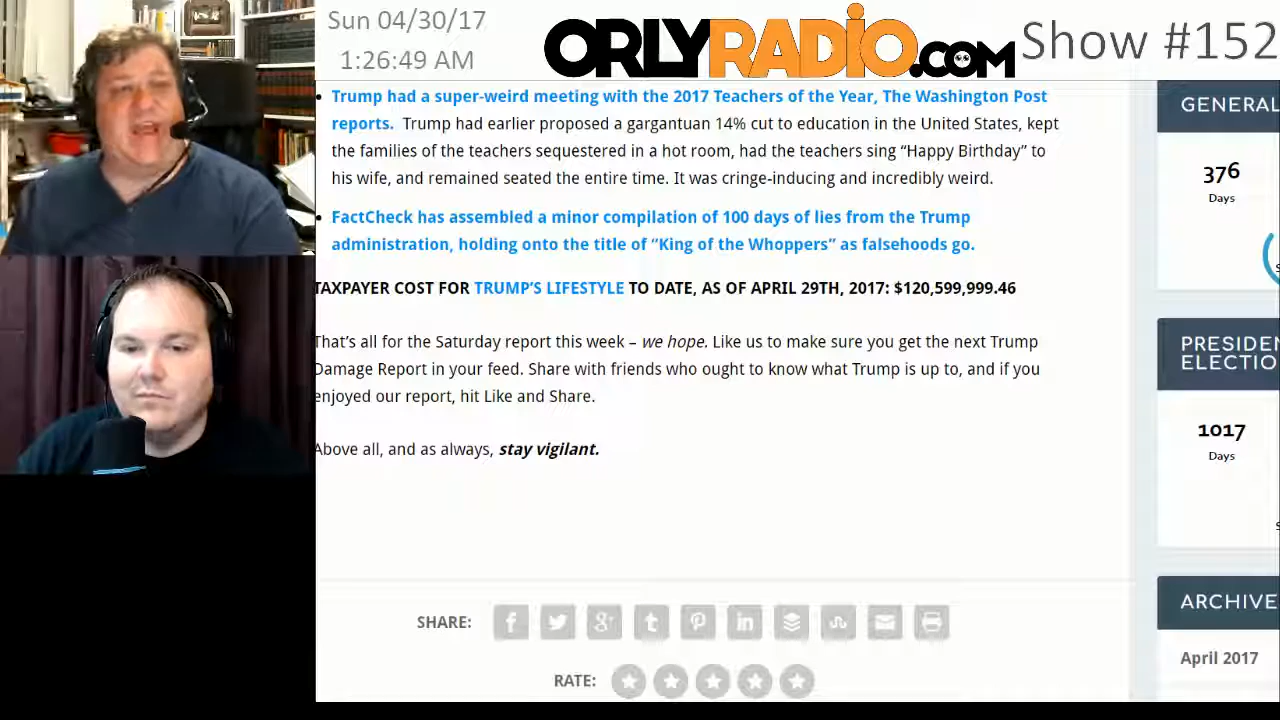 Sun 04/30/17
1:26:49 AM
ORLYRADIO.COM
Show #152
Trump had a super-weird meeting with the 2017 Teachers of the Year, The Washington Post
reports. Trump had earlier proposed a gargantuan 14% cut to education in the United States, kept
the families of the teachers sequestered in a hot room, had the teachers sing “Happy Birthday” to
his wife, and remained seated the entire time. It was cringe-inducing and incredibly weird.
FactCheck has assembled a minor compilation of 100 days of lies from the Trump
administration, holding onto the title of “King of the Whoppers” as falsehoods go.
TAXPAYER COST FOR TRUMP’S LIFESTYLE TO DATE, AS OF APRIL 29TH, 2017: $120,599,999.46
That’s all for the Saturday report this week – we hope. Like us to make sure you get the next Trump
Damage Report in your feed. Share with friends who ought to know what Trump is up to, and if you
enjoyed our report, hit Like and Share.
Above all, and as always, stay vigilant.
SHARE:
RATE:
GENERAL
376
Days
PRESIDEN
ELECTIO
1017
Days
ARCHIVE
April 2017